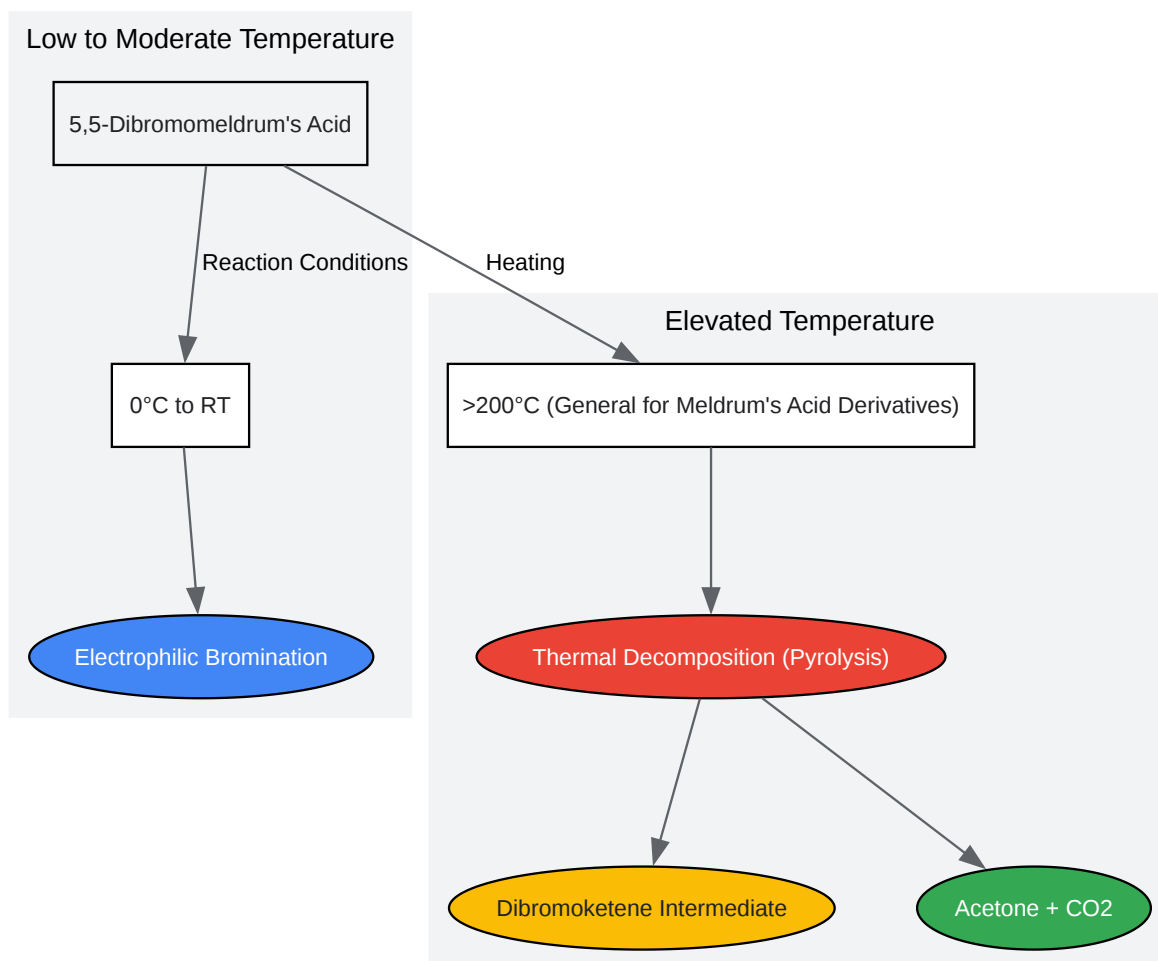 Low to Moderate Temperature
5,5-Dibromomeldrum's Acid
Reaction Conditions
Heating
Elevated Temperature
0°C to RT
>200°C (General for Meldrum's Acid Derivatives)
Electrophilic Bromination
Thermal Decomposition (Pyrolysis)
Dibromoketene Intermediate
Acetone + CO2